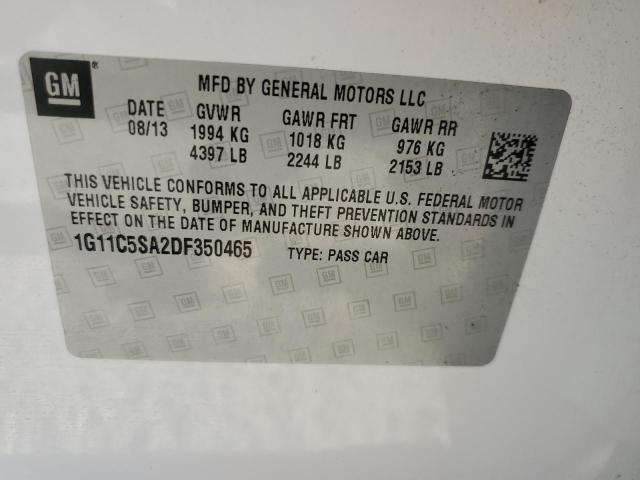 GM
MFD BY GENERAL MOTORS LLC
DATE GVWR GAWR FRT GAWR RR
08/13 1994 KG 1018 KG 976 KG
4397 LB 2244 LB 2153 LB
THIS VEHICLE CONFORMS TO ALL APPLICABLE U.S. FEDERAL MOTOR
VEHICLE SAFETY, BUMPER, AND THEFT PREVENTION STANDARDS IN
EFFECT ON THE DATE OF MANUFACTURE SHOWN ABOVE.
1G11C5SA2DF350465 TYPE: PASS CAR